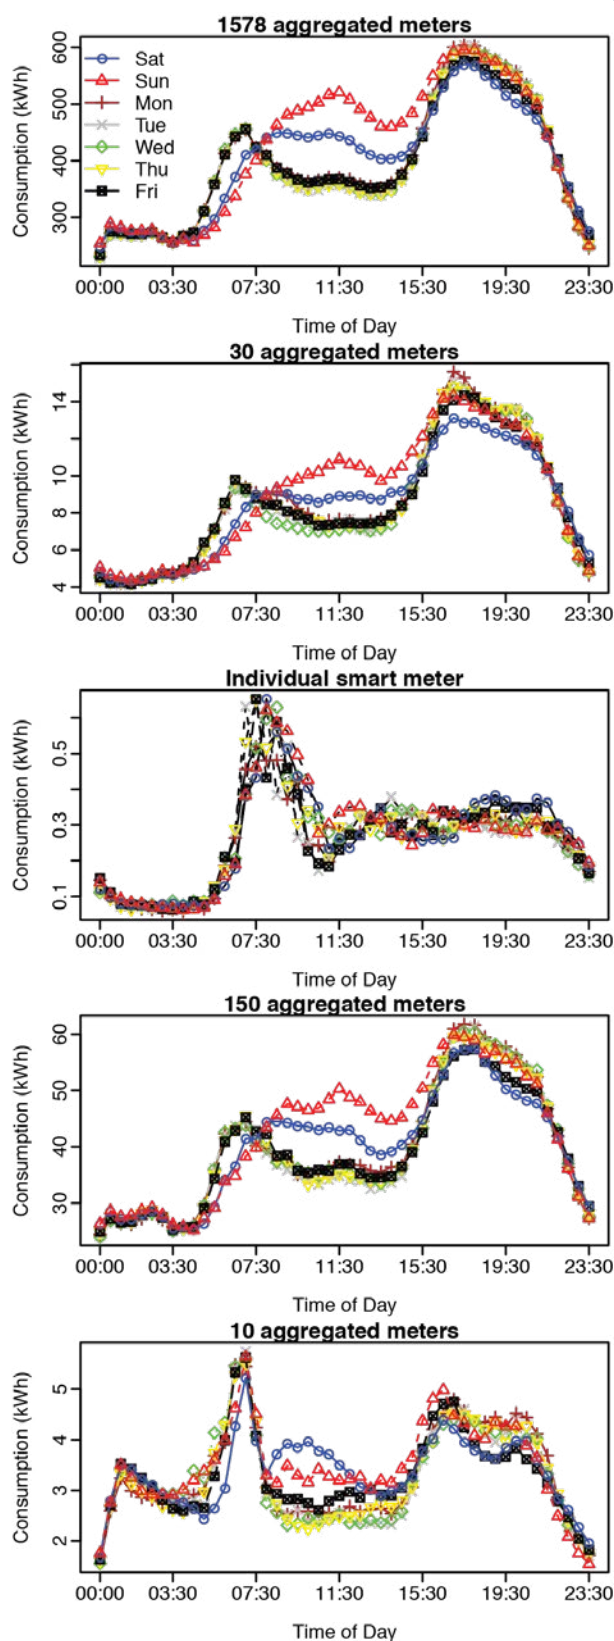 1578 aggregated meters
Consumption (kWh)
600
500
400
300
Sat
Sun
Mon
Tue
Wed
Thu
Fri
00:00 03:30 07:30 11:30 15:30 19:30 23:30
Time of Day
30 aggregated meters
Consumption (kWh)
14
10
8
6
4
00:00 03:30 07:30 11:30 15:30 19:30 23:30
Time of Day
Individual smart meter
Consumption (kWh)
0.5
0.3
0.1
00:00 03:30 07:30 11:30 15:30 19:30 23:30
Time of Day
150 aggregated meters
Consumption (kWh)
60
50
40
30
00:00 03:30 07:30 11:30 15:30 19:30 23:30
Time of Day
10 aggregated meters
Consumption (kWh)
5
4
3
2
00:00 03:30 07:30 11:30 15:30 19:30 23:30
Time of Day